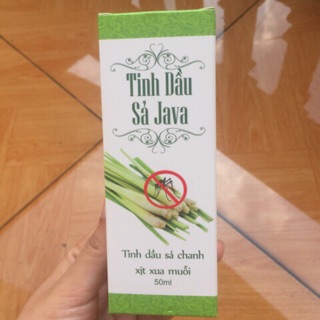 Tinh Dầu
Sả Java
Tinh dầu sả chanh
xịt xua muỗi
50ml